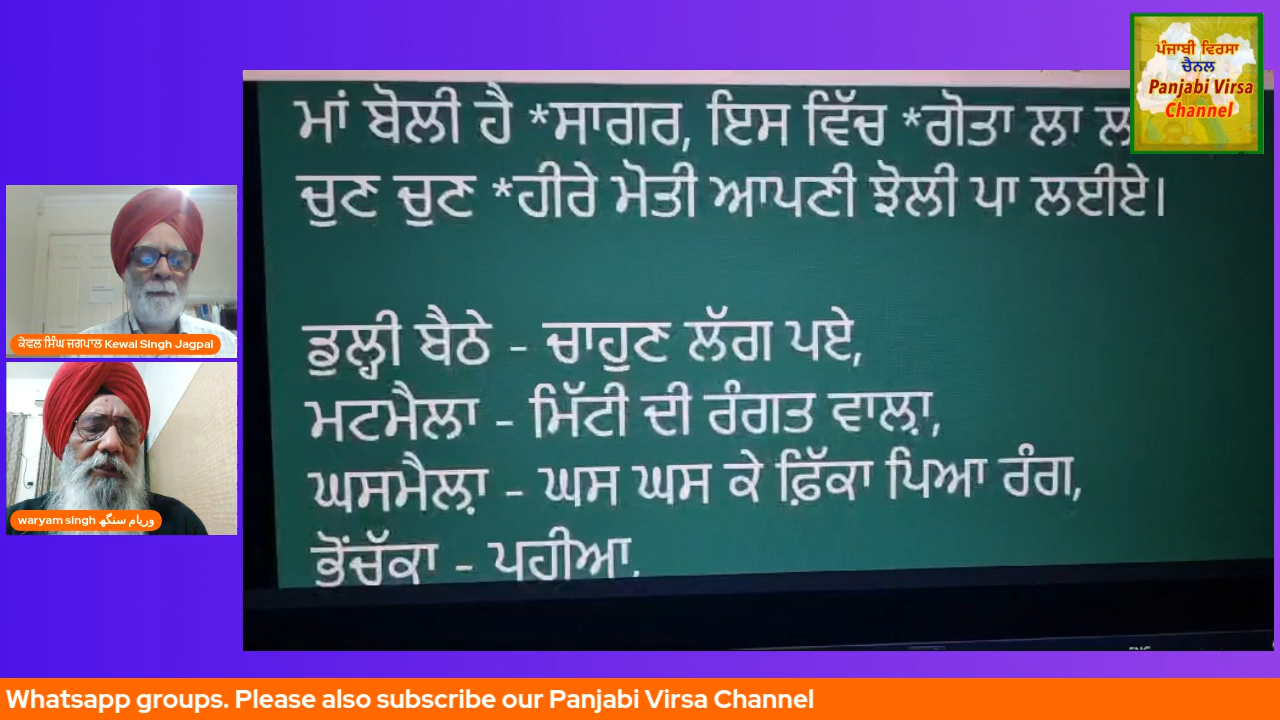 ਪੰਜਾਬੀ ਵਿਰਸਾ
ਚੈਨਲ
Panjabi Virsa
Channel
ਮਾਂ ਬੋਲੀ ਹੈ *ਸਾਗਰ, ਇਸ ਵਿੱਚ *ਗੋਤਾ ਲਾ
ਚੁਣ ਚੁਣ *ਹੀਰੇ ਮੋਤੀ ਆਪਣੀ ਝੋਲੀ ਪਾ ਲਈਏ।
ਡੁਲ੍ਹੀ ਬੈਠੇ - ਚਾਹੁਣ ਲੱਗ ਪਏ,
ਮਟਮੈਲਾ - ਮਿੱਟੀ ਦੀ ਰੰਗਤ ਵਾਲਾ਼,
ਘਸਮੈਲਾ਼ - ਘਸ ਘਸ ਕੇ ਫ਼ਿੱਕਾ ਪਿਆ ਰੰਗ,
ਭੋਂਚੱਕਾ - ਪਹੀਆ,
ਕੇਵਲ ਸਿੰਘ ਜਗਪਾਲ Kewal Singh Jagpal
waryam singh وریام سنگھ
Whatsapp groups. Please also subscribe our Panjabi Virsa Channel